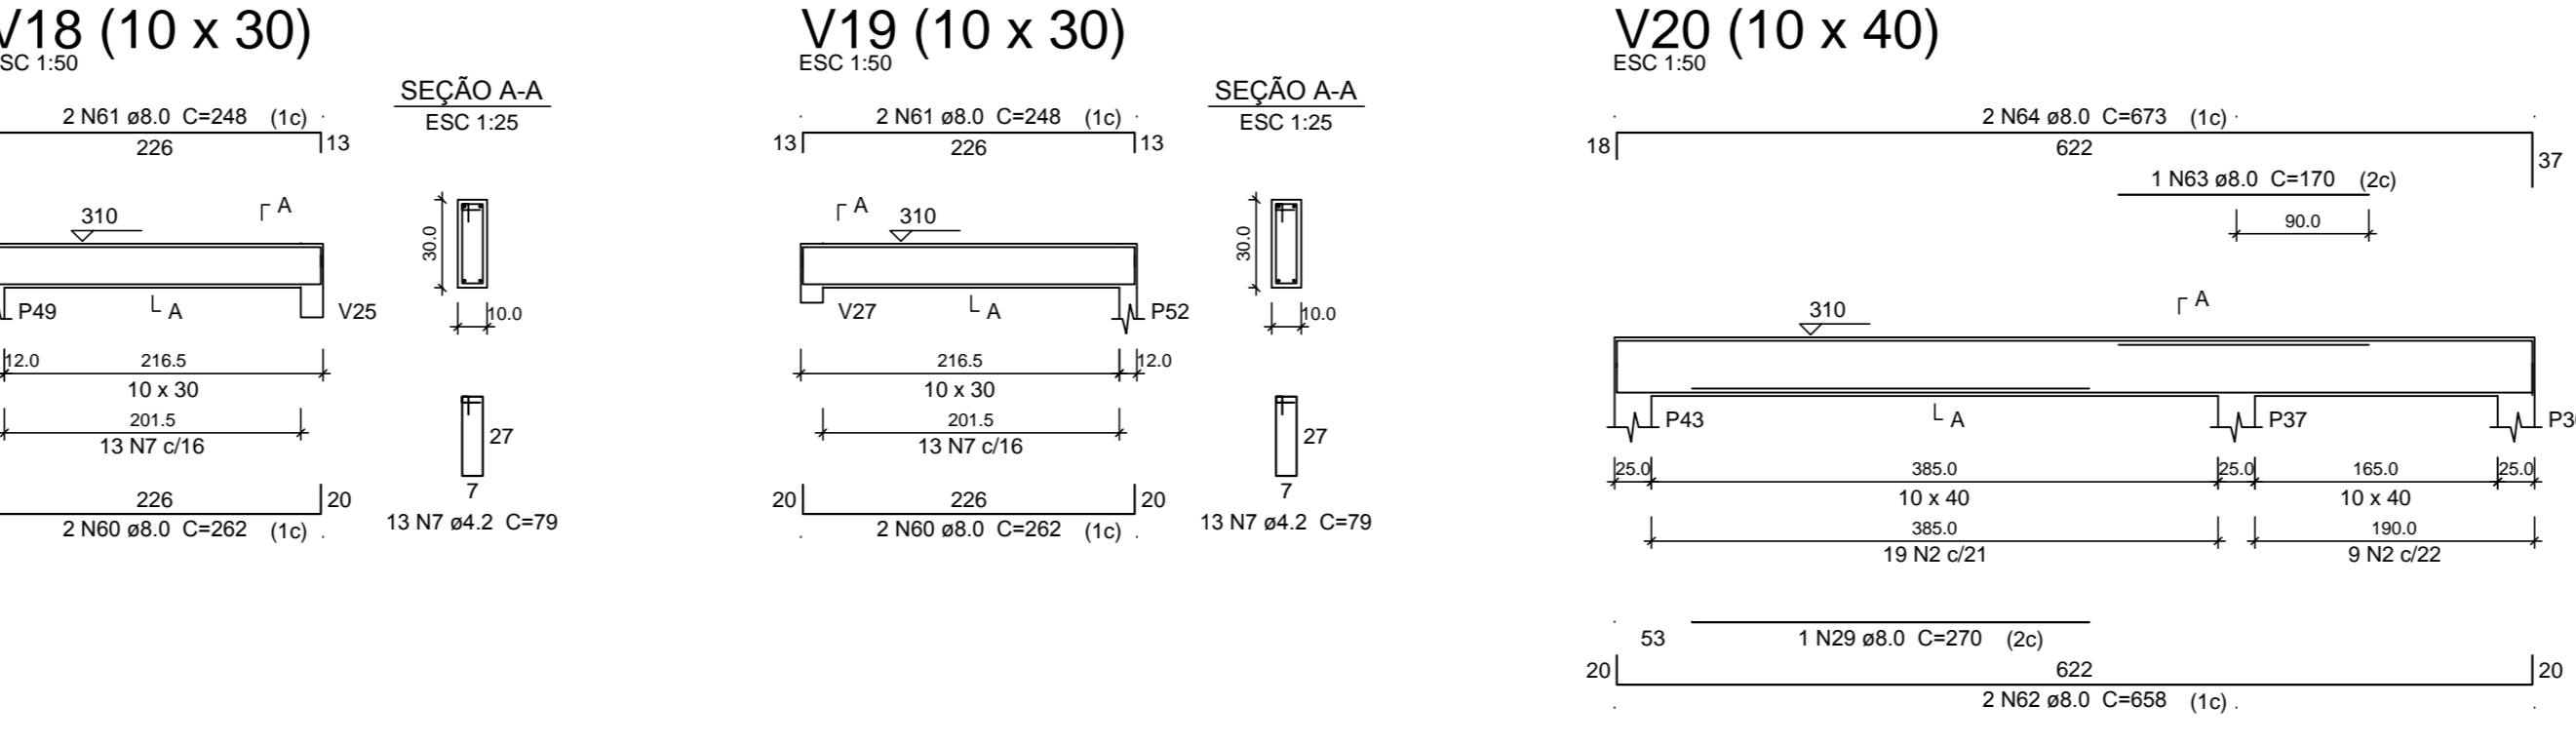 V18 (10 x 30)
ESC 1:50
SEÇÃO A-A
ESC 1:25
2 N61 ø8.0 C=248 (1c)
226
13
A
310
30.0
P49
A
V25
10.0
12.0
216.5
10 x 30
201.5
13 N7 c/16
27
7
226
20
2 N60 ø8.0 C=262 (1c)
13 N7 ø4.2 C=79
V19 (10 x 30)
ESC 1:50
SEÇÃO A-A
ESC 1:25
2 N61 ø8.0 C=248 (1c)
13
226
13
A
310
30.0
V27
A
P52
10.0
216.5
12.0
10 x 30
201.5
13 N7 c/16
27
7
20
226
20
2 N60 ø8.0 C=262 (1c)
13 N7 ø4.2 C=79
V20 (10 x 40)
ESC 1:50
2 N64 ø8.0 C=673 (1c)
18
622
37
1 N63 ø8.0 C=170 (2c)
90.0
310
A
P43
A
P37
25.0
385.0
25.0
165.0
25.0
10 x 40
10 x 40
385.0
190.0
19 N2 c/21
9 N2 c/22
53
1 N29 ø8.0 C=270 (2c)
20
622
20
2 N62 ø8.0 C=658 (1c)